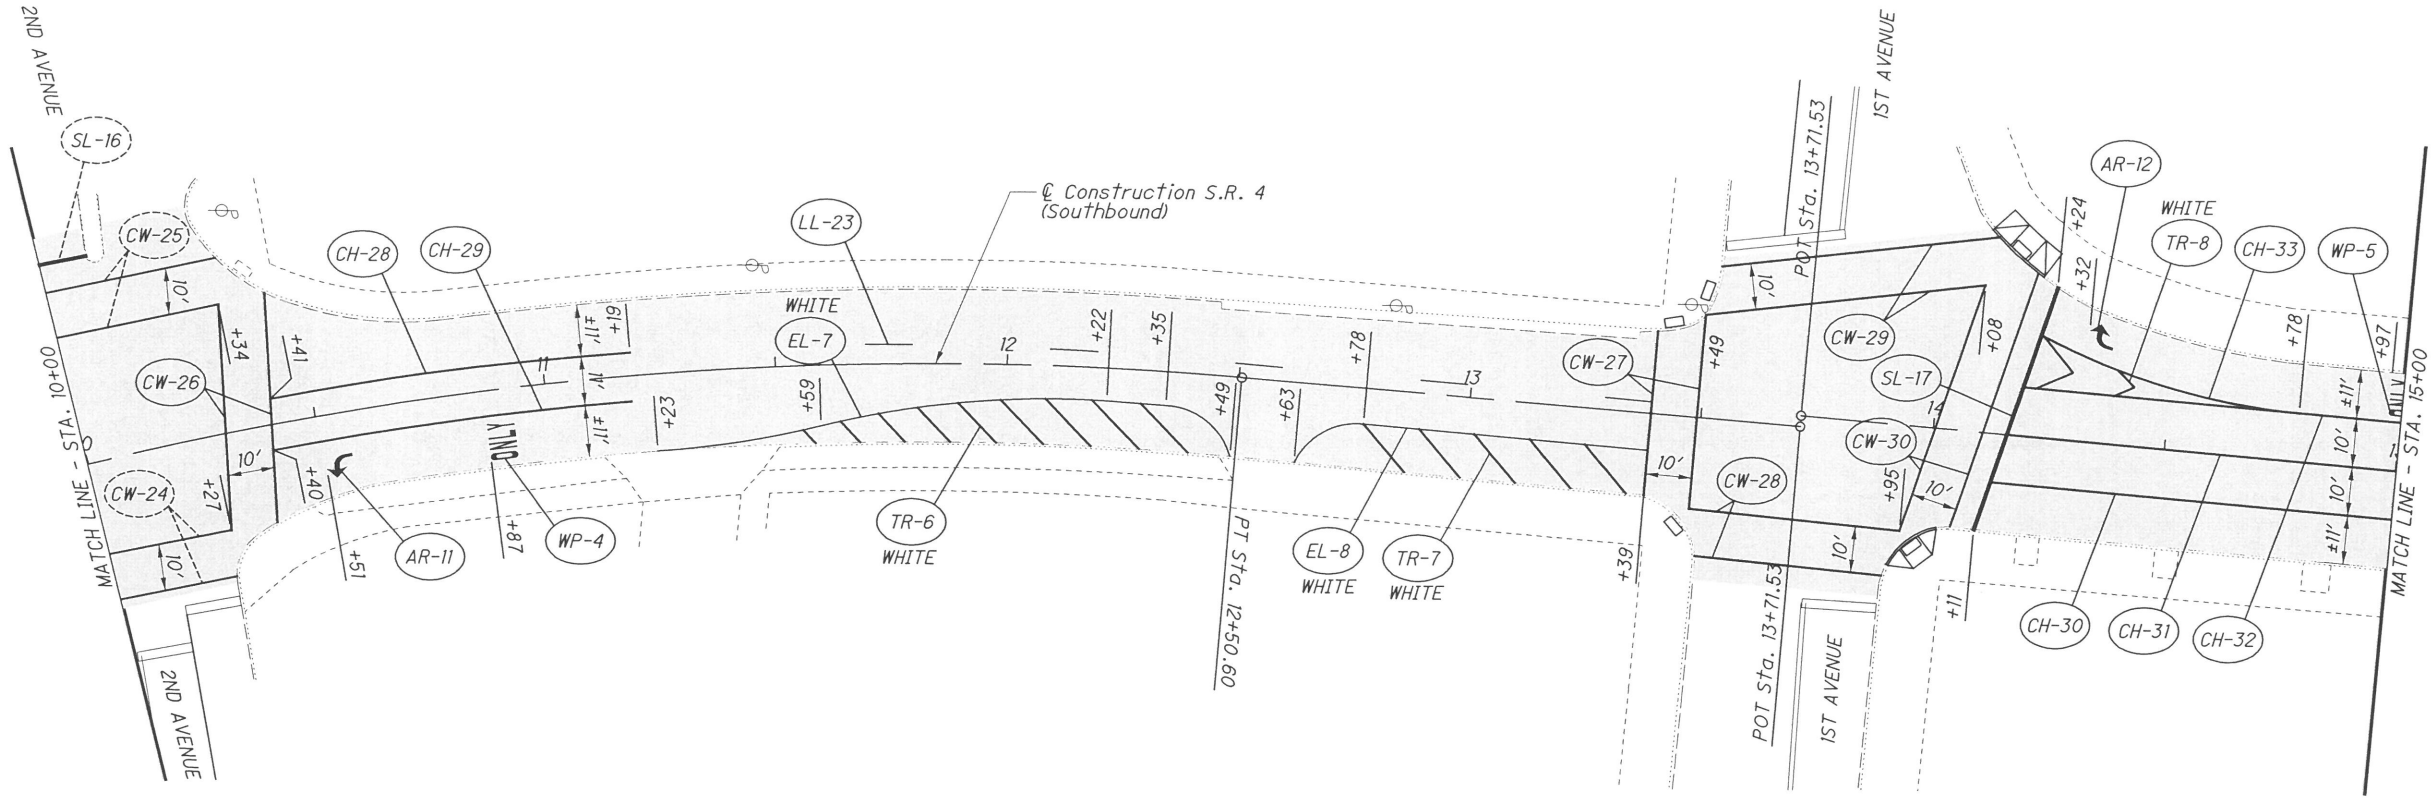 2ND AVENUE
SL-16
CW-25
10'
MATCH LINE - STA. 10+00
+34
+41
CW-26
CW-24
10'
+27
+40
10'
2ND AVENUE
CH-28
CH-29
±11'
+61
11
11'
±11'
ONLY
+51
AR-11
+87
WP-4
+23
LL-23
WHITE
EL-7
+59
℄ Construction S.R. 4
(Southbound)
12
+22
+35
TR-6
WHITE
+49
PT Sta. 12+50.60
+63
+78
13
EL-8
WHITE
TR-7
WHITE
CW-27
+49
10'
+39
10'
POT Sta. 13+71.53
1ST AVENUE
CW-29
+08
SL-17
14
CW-30
+95
10'
CW-28
10'
POT Sta. 13+71.53
1ST AVENUE
+11
+24
+32
AR-12
WHITE
TR-8
CH-33
WP-5
+78
+97
ONLY
±11'
10'
10'
±11'
CH-30
CH-31
CH-32
MATCH LINE - STA. 15+00